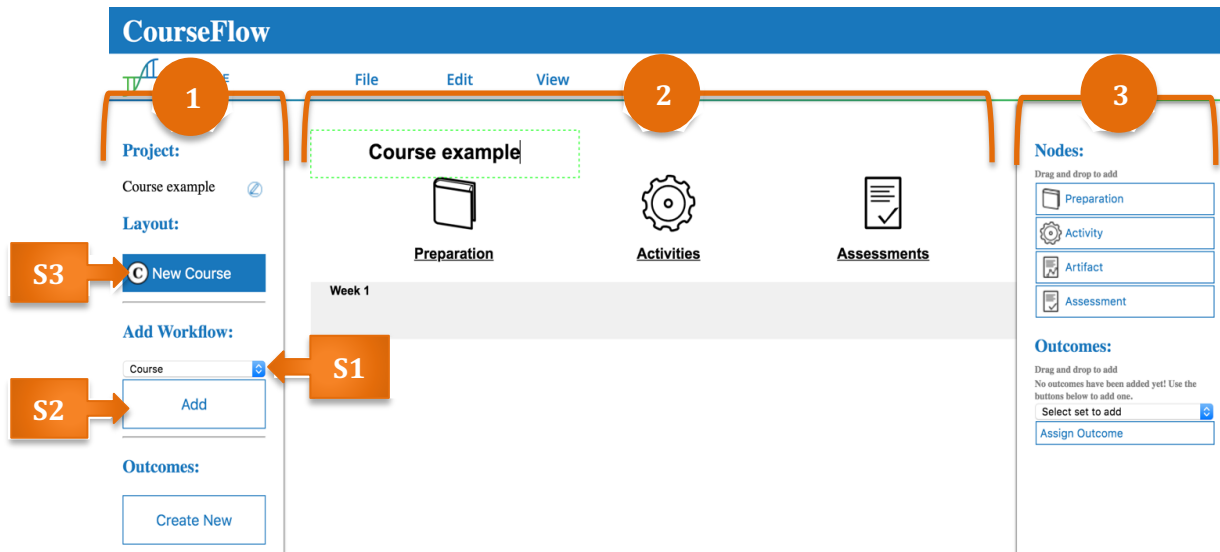 CourseFlow
File Edit View
1
2
3
Project:
Course example
Layout:
S3
New Course
Add Workflow:
Course
S1
S2
Add
Outcomes:
Create New
Course example
Preparation Activities Assessments
Week 1
Nodes:
Drag and drop to add
Preparation
Activity
Artifact
Assessment
Outcomes:
Drag and drop to add
No outcomes have been added yet! Use the
buttons below to add one.
Select set to add
Assign Outcome